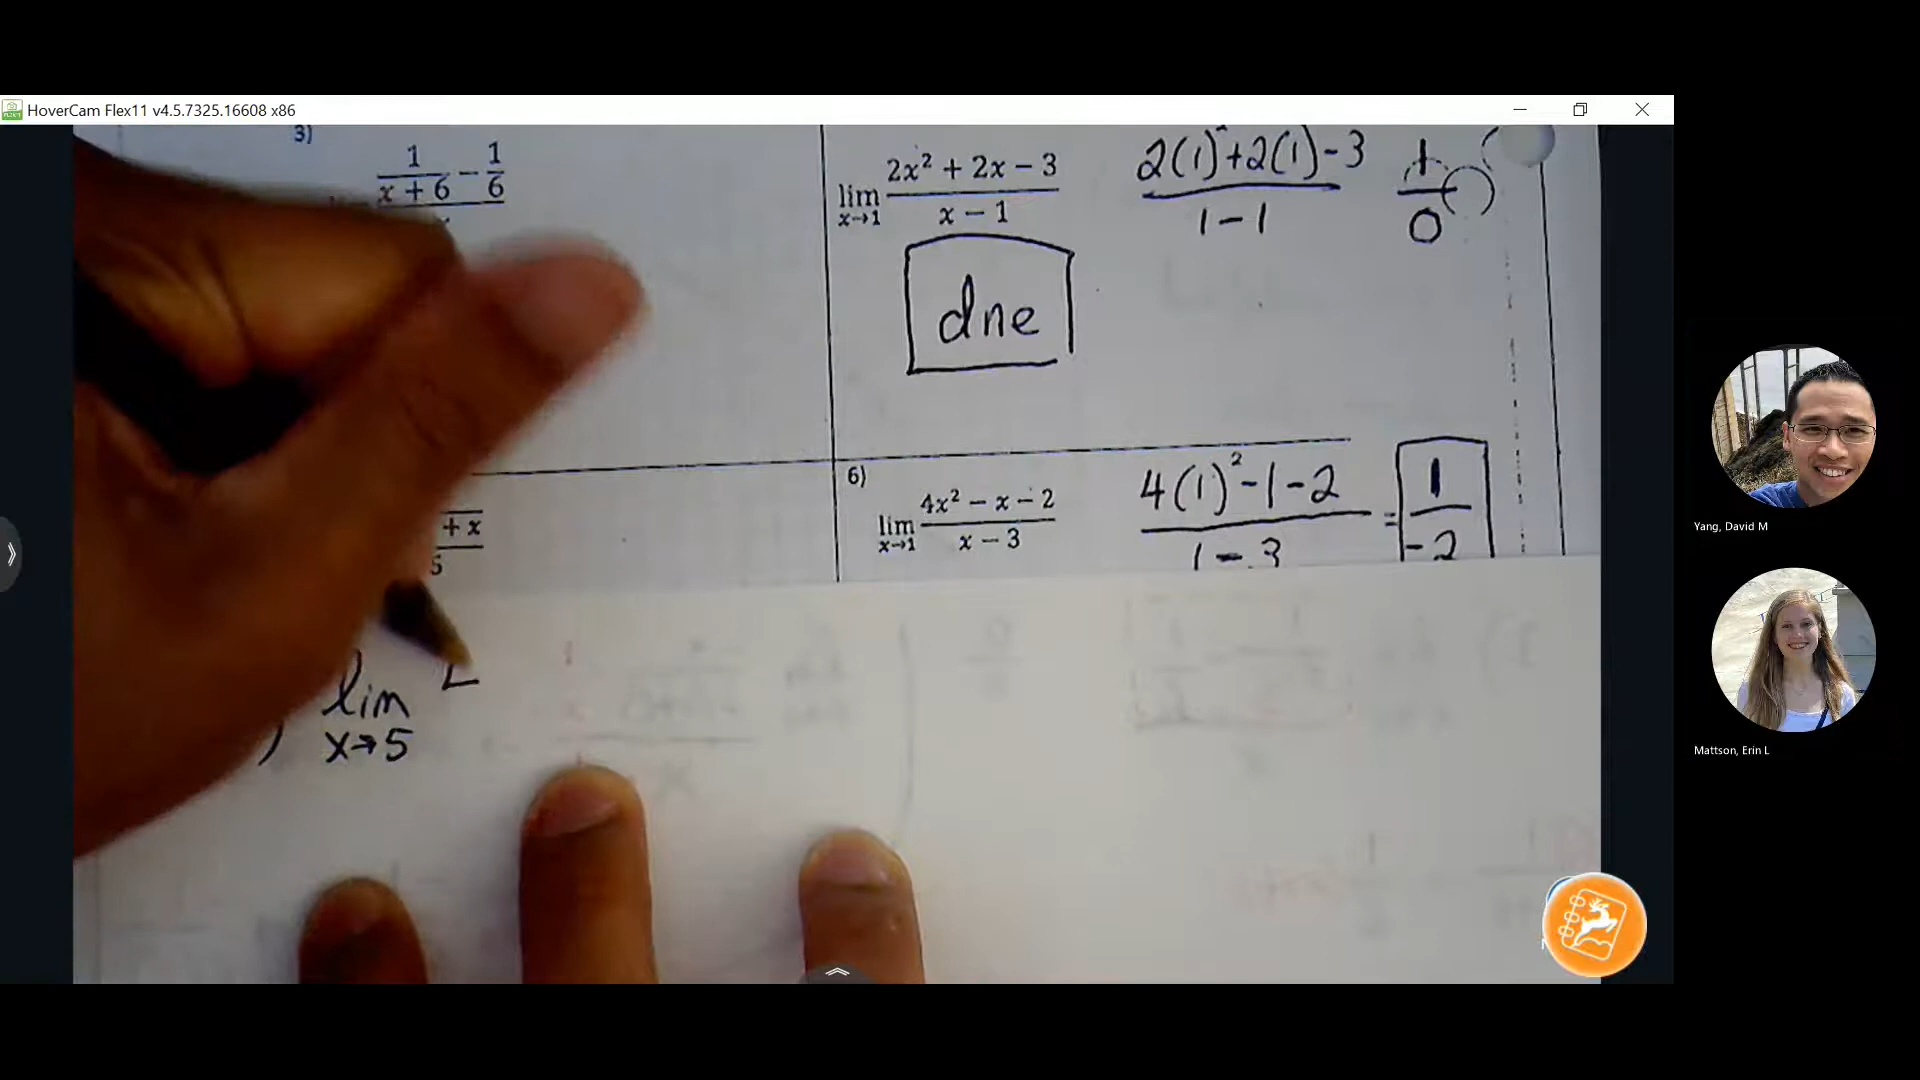 HoverCam Flex11 v4.5.7325.16608 x86
3)
1/(x + 6) − 1/6
lim x→1 (2x² + 2x − 3)/(x − 1)
(2(1)²+2(1)-3)/(1-1)
1/0
dne
+ x
5
6)
lim x→1 (4x² − x − 2)/(x − 3)
(4(1)²-1-2)/(1-3) = 1/-2
lim x→5
Yang, David M
Mattson, Erin L